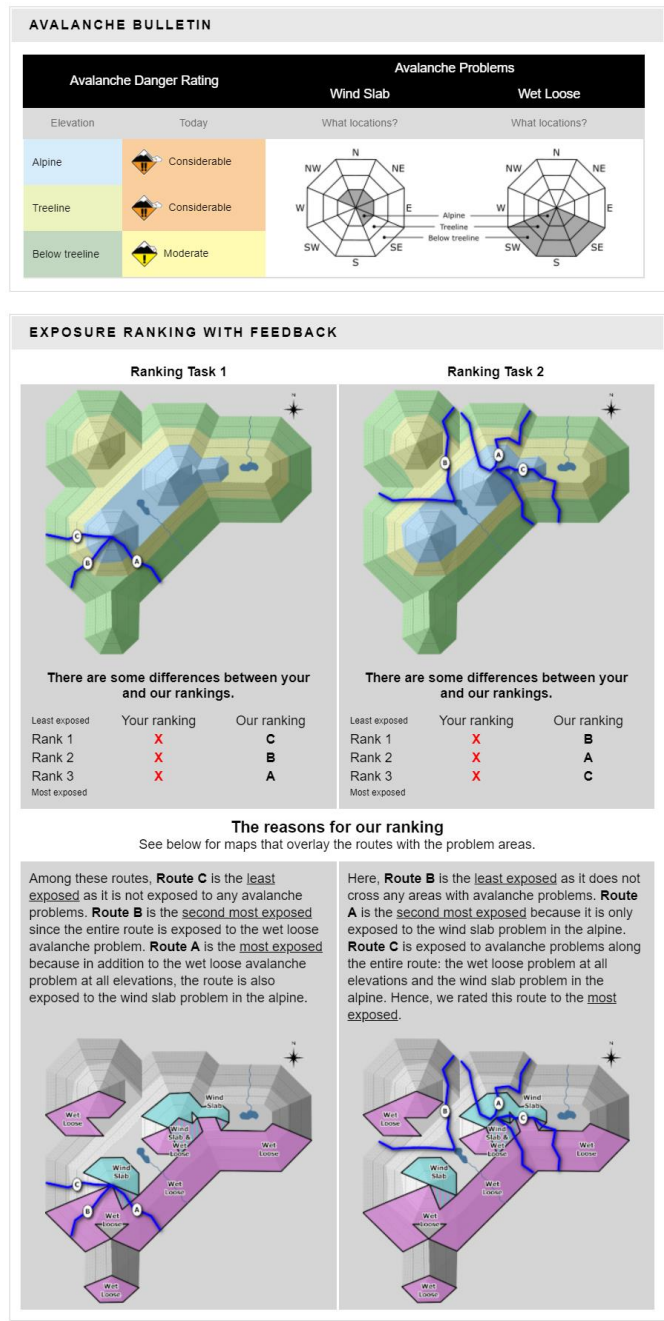 AVALANCHE BULLETIN
Avalanche Danger Rating
Avalanche Problems
Wind Slab
Wet Loose
Elevation
Today
What locations?
What locations?
Alpine
Considerable
Treeline
Considerable
Below treeline
Moderate
N
NW
NE
W
E
SW
SE
S
Alpine
Treeline
Below treeline
N
NW
NE
W
E
SW
SE
S
EXPOSURE RANKING WITH FEEDBACK
Ranking Task 1
N
C
B
A
There are some differences between your
and our rankings.
Least exposed Your ranking Our ranking
Rank 1 X C
Rank 2 X B
Rank 3 X A
Most exposed
Ranking Task 2
N
A
B
C
There are some differences between your
and our rankings.
Least exposed Your ranking Our ranking
Rank 1 X B
Rank 2 X A
Rank 3 X C
Most exposed
The reasons for our ranking
See below for maps that overlay the routes with the problem areas.
Among these routes, Route C is the least
exposed as it is not exposed to any avalanche
problems. Route B is the second most exposed
since the entire route is exposed to the wet loose
avalanche problem. Route A is the most exposed
because in addition to the wet loose avalanche
problem at all elevations, the route is also
exposed to the wind slab problem in the alpine.
Here, Route B is the least exposed as it does not
cross any areas with avalanche problems. Route
A is the second most exposed because it is only
exposed to the wind slab problem in the alpine.
Route C is exposed to avalanche problems along
the entire route: the wet loose problem at all
elevations and the wind slab problem in the
alpine. Hence, we rated this route to the most
exposed.
N
Wind
Slab
Wet
Loose
Wind
Slab &
Wet
Loose
Wet
Loose
Wind
Slab
Wet
Loose
C
B
A
Wet
Loose
Wet
Loose
N
Wind
Slab
A
B
C
Wet
Loose
Wind
Slab &
Wet
Loose
Wet
Loose
Wind
Slab
Wet
Loose
Wet
Loose
Wet
Loose